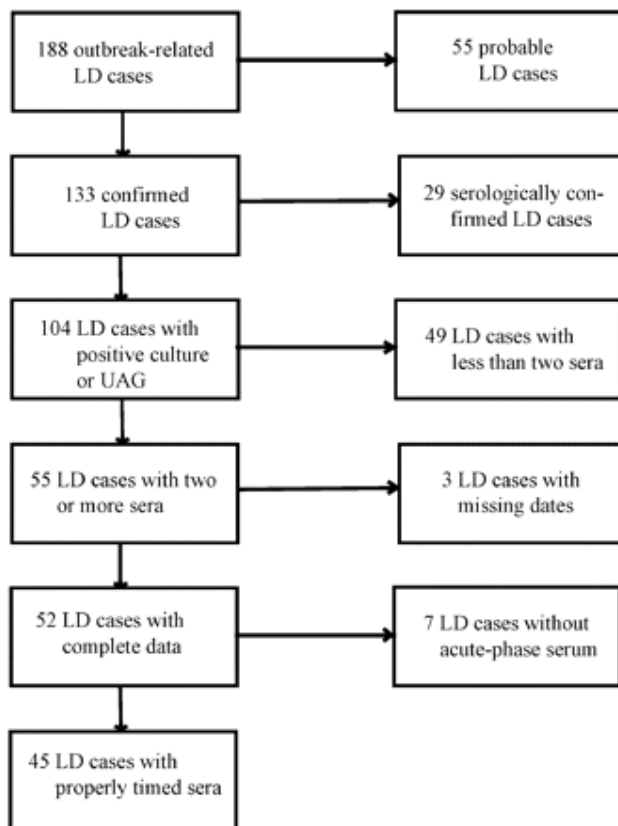 188 outbreak-related
LD cases
55 probable
LD cases
133 confirmed
LD cases
29 serologically con-
firmed LD cases
104 LD cases with
positive culture
or UAG
49 LD cases with
less than two sera
55 LD cases with two
or more sera
3 LD cases with
missing dates
52 LD cases with
complete data
7 LD cases without
acute-phase serum
45 LD cases with
properly timed sera